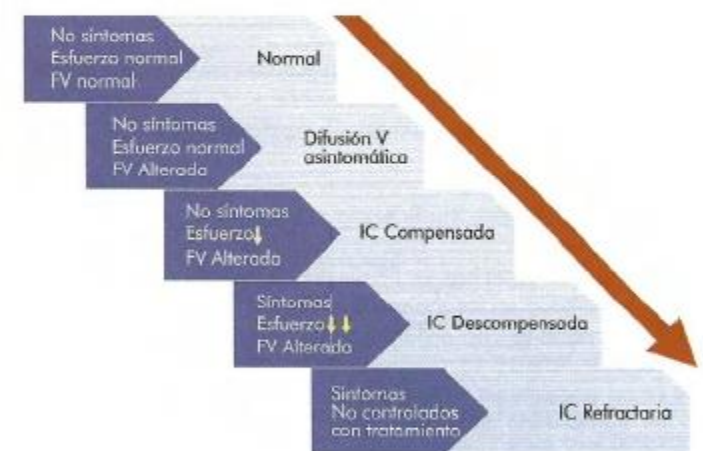 No síntomas
Esfuerzo normal
FV normal
Normal
No síntomas
Esfuerzo normal
FV Alterada
Difusión V
asintomática
No síntomas
Esfuerzo↓
FV Alterada
IC Compensada
Síntomas
Esfuerzo↓↓
FV Alterada
IC Descompensada
Síntomas
No controlados
con tratamiento
IC Refractaria